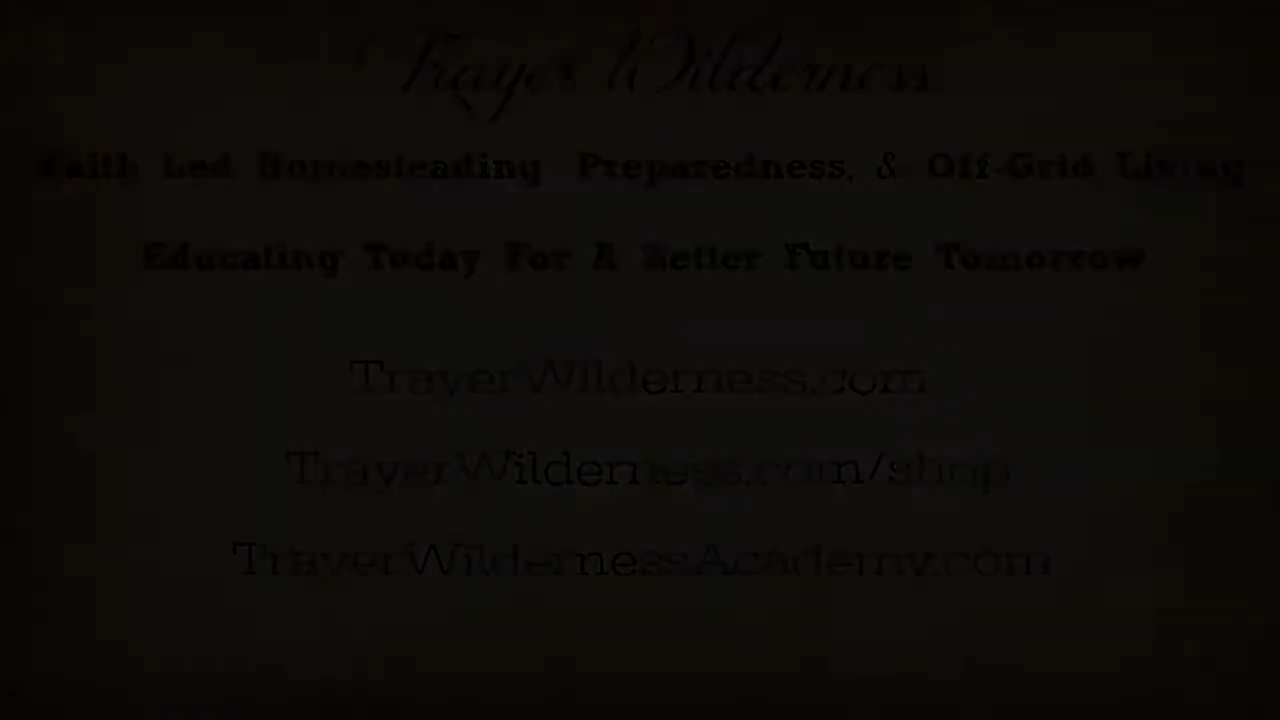 Trayer Wilderness
Faith Led Homesteading, Preparedness, & Off-Grid Living
Educating Today For A Better Future Tomorrow
TrayerWilderness.com
TrayerWilderness.com/shop
TrayerWildernessAcademy.com